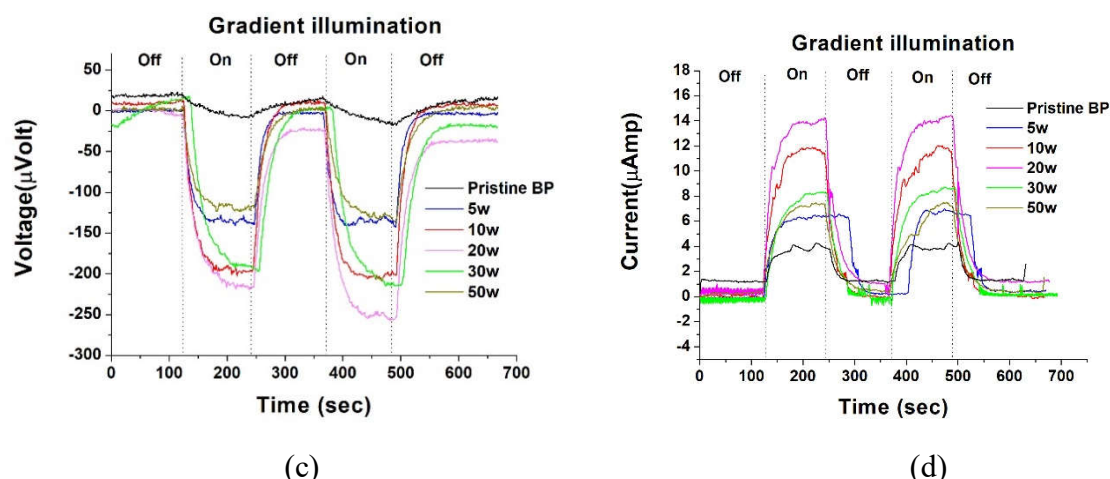 Gradient illumination
Off On Off On Off
50
0
-50
-100
-150
-200
-250
-300
Voltage(μVolt)
Pristine BP
5w
10w
20w
30w
50w
0 100 200 300 400 500 600 700
Time (sec)
(c)
Gradient illumination
Off On Off On Off
18
16
14
12
10
8
6
4
2
0
-2
-4
Current(μAmp)
Pristine BP
5w
10w
20w
30w
50w
0 100 200 300 400 500 600 700
Time (sec)
(d)